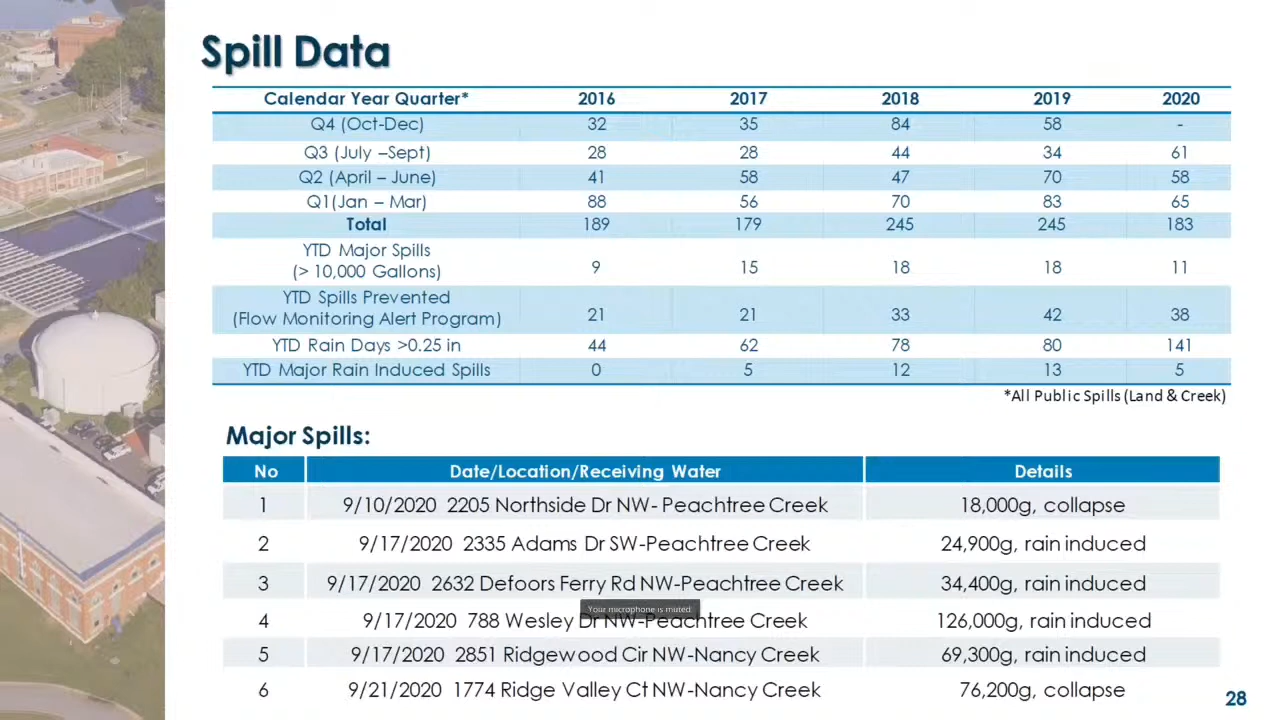 Spill Data
Calendar Year Quarter* 2016 2017 2018 2019 2020
Q4 (Oct-Dec) 32 35 84 58 -
Q3 (July –Sept) 28 28 44 34 61
Q2 (April – June) 41 58 47 70 58
Q1(Jan – Mar) 88 56 70 83 65
Total 189 179 245 245 183
YTD Major Spills
(> 10,000 Gallons) 9 15 18 18 11
YTD Spills Prevented
(Flow Monitoring Alert Program) 21 21 33 42 38
YTD Rain Days >0.25 in 44 62 78 80 141
YTD Major Rain Induced Spills 0 5 12 13 5
*All Public Spills (Land & Creek)
Major Spills:
No Date/Location/Receiving Water Details
1 9/10/2020 2205 Northside Dr NW- Peachtree Creek 18,000g, collapse
2 9/17/2020 2335 Adams Dr SW-Peachtree Creek 24,900g, rain induced
3 9/17/2020 2632 Defoors Ferry Rd NW-Peachtree Creek 34,400g, rain induced
Your microphone is muted
4 9/17/2020 788 Wesley Dr NW-Peachtree Creek 126,000g, rain induced
5 9/17/2020 2851 Ridgewood Cir NW-Nancy Creek 69,300g, rain induced
6 9/21/2020 1774 Ridge Valley Ct NW-Nancy Creek 76,200g, collapse
28